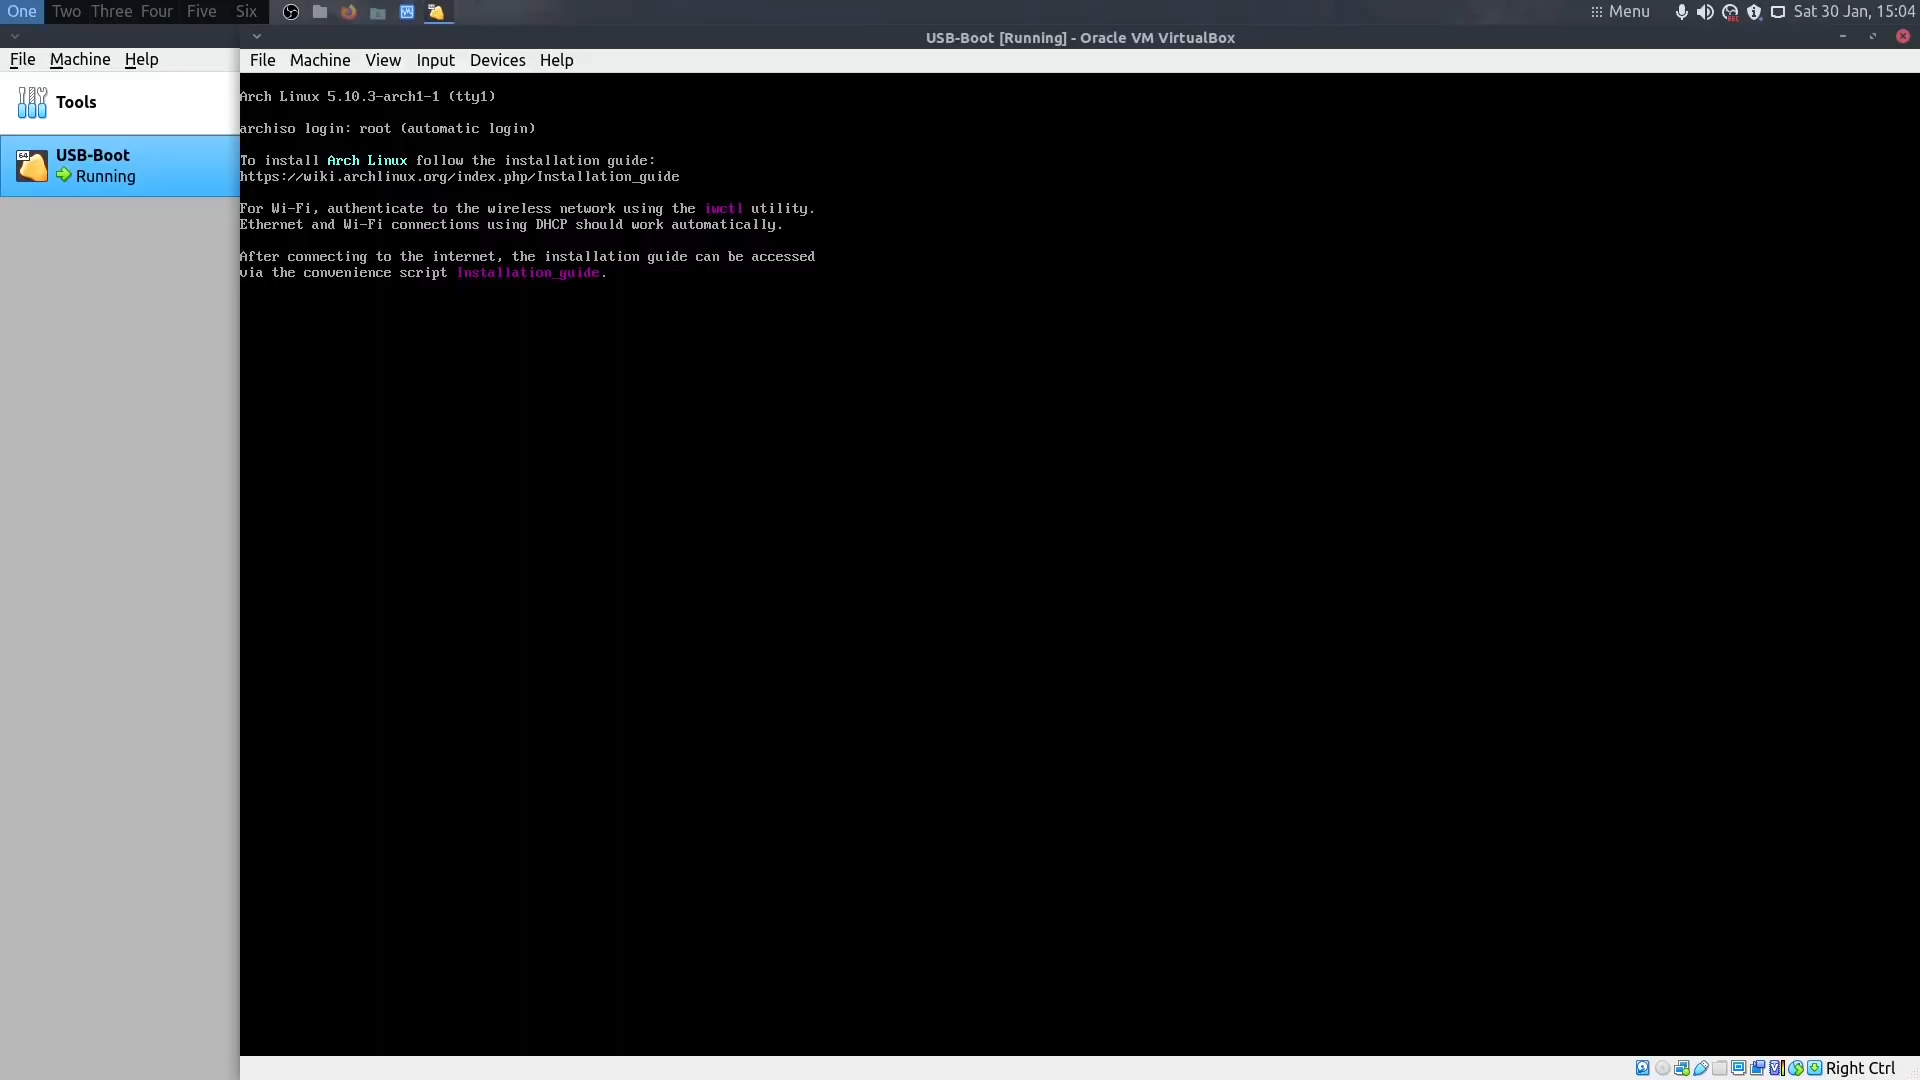 One Two Three Four Five Six
Menu
Sat 30 Jan, 15:04
USB-Boot [Running] - Oracle VM VirtualBox
File Machine Help
File Machine View Input Devices Help
Tools
64
USB-Boot
Running
Arch Linux 5.10.3-arch1-1 (tty1)
archiso login: root (automatic login)
To install Arch Linux follow the installation guide:
https://wiki.archlinux.org/index.php/Installation_guide
For Wi-Fi, authenticate to the wireless network using the iwctl utility.
Ethernet and Wi-Fi connections using DHCP should work automatically.
After connecting to the internet, the installation guide can be accessed
via the convenience script Installation_guide.
Right Ctrl